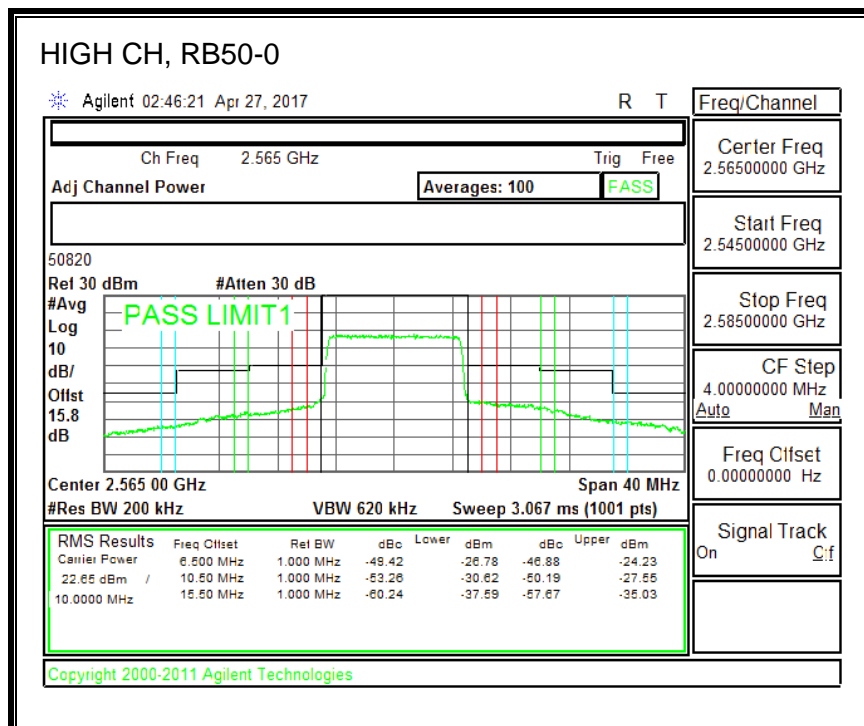 HIGH CH, RB50-0
Agilent 02:46:21 Apr 27, 2017 R T
Freq/Channel
Ch Freq 2.565 GHz Trig Free
Adj Channel Power Averages: 100 PASS
Center Freq
2.56500000 GHz
Start Freq
2.54500000 GHz
50820
Ref 30 dBm #Atten 30 dB
#Avg
Log
10
dB/
Offst
15.8
dB
PASS LIMIT1
Stop Freq
2.58500000 GHz
CF Step
4.00000000 MHz
Auto Man
Freq Offset
0.00000000 Hz
Center 2.565 00 GHz Span 40 MHz
#Res BW 200 kHz VBW 620 kHz Sweep 3.067 ms (1001 pts)
Signal Track
On Off
RMS Results Freq Offset Ref BW dBc Lower dBm dBc Upper dBm
Carrier Power 6.500 MHz 1.000 MHz -49.42 -26.78 -46.88 -24.23
22.65 dBm / 10.50 MHz 1.000 MHz -53.26 -30.62 -50.19 -27.55
10.0000 MHz 15.50 MHz 1.000 MHz -60.24 -37.59 -57.67 -35.03
Copyright 2000-2011 Agilent Technologies